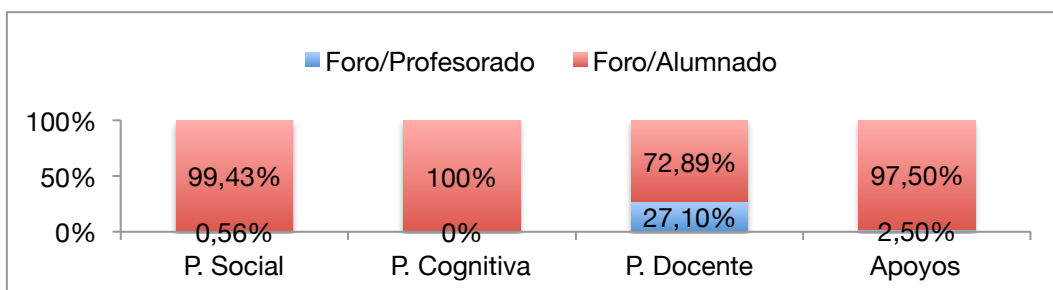 Foro/Profesorado Foro/Alumnado
100%
99,43% 100% 72,89% 97,50%
50%
27,10%
0% 0,56% 0% 2,50%
P. Social P. Cognitiva P. Docente Apoyos